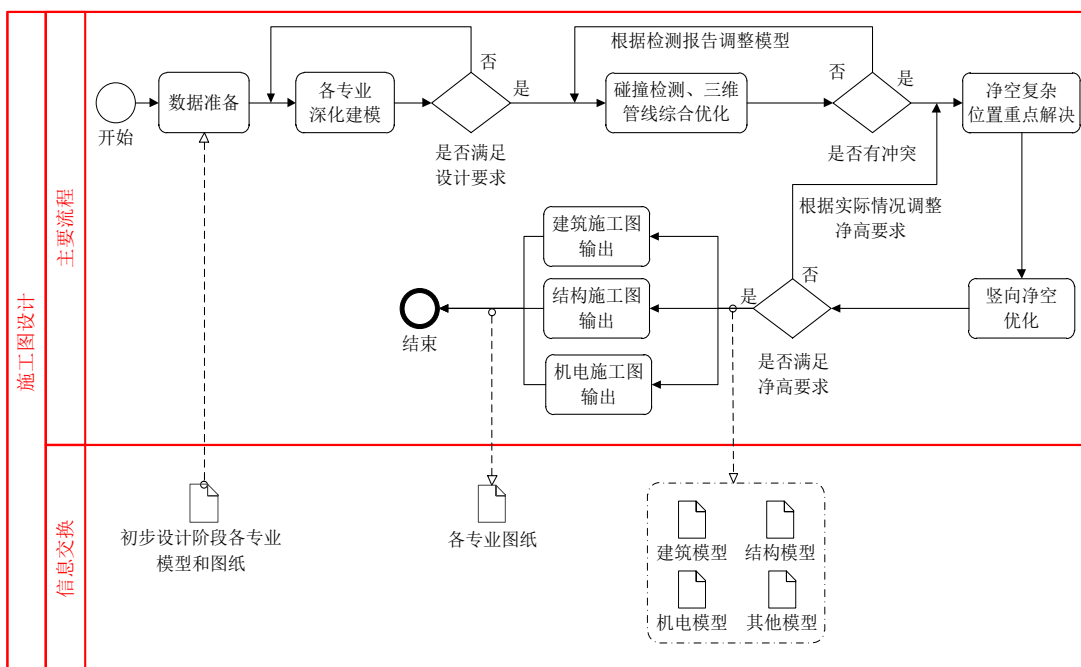 施工图设计
主要流程
开始
数据准备
各专业
深化建模
否
是
是否满足
设计要求
根据检测报告调整模型
碰撞检测、三维
管线综合优化
否
是
是否有冲突
净空复杂
位置重点解决
根据实际情况调整
净高要求
竖向净空
优化
否
是
是否满足
净高要求
建筑施工图
输出
结构施工图
输出
机电施工图
输出
结束
信息交换
初步设计阶段各专业
模型和图纸
各专业图纸
建筑模型
结构模型
机电模型
其他模型